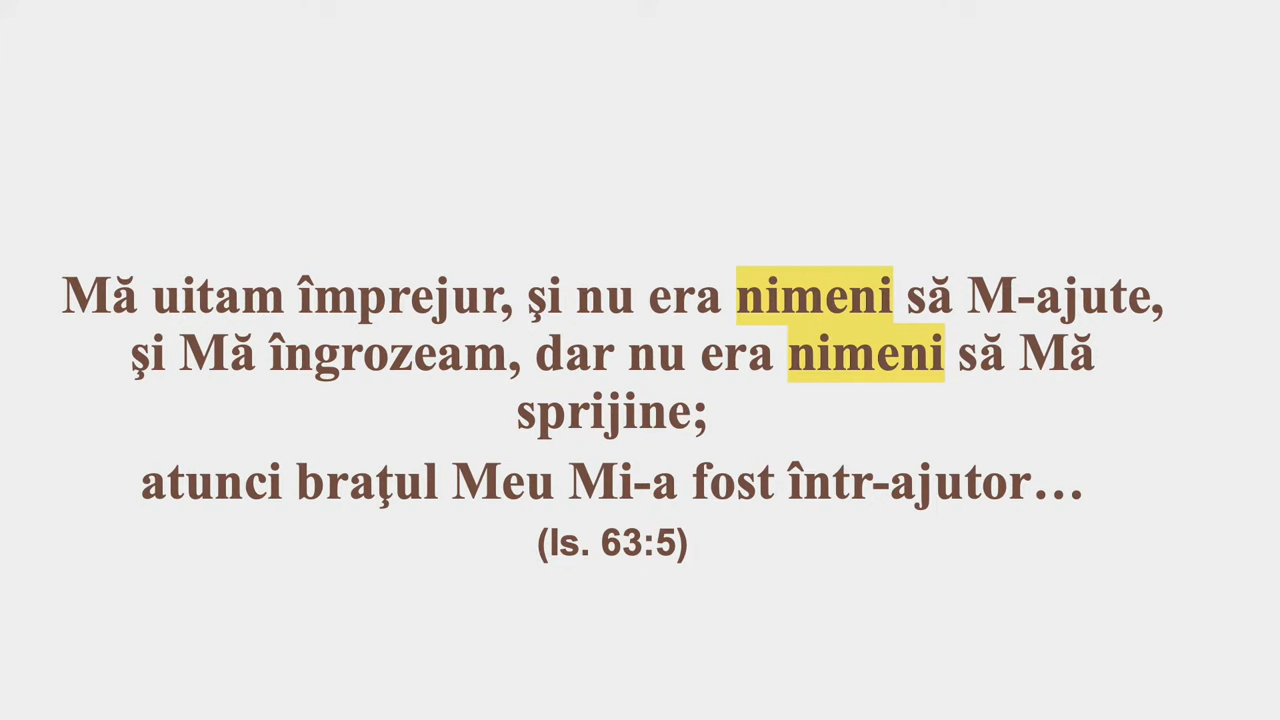 Mă uitam împrejur, şi nu era nimeni să M-ajute,
şi Mă îngrozeam, dar nu era nimeni să Mă
sprijine;
atunci braţul Meu Mi-a fost într-ajutor…
(Is. 63:5)